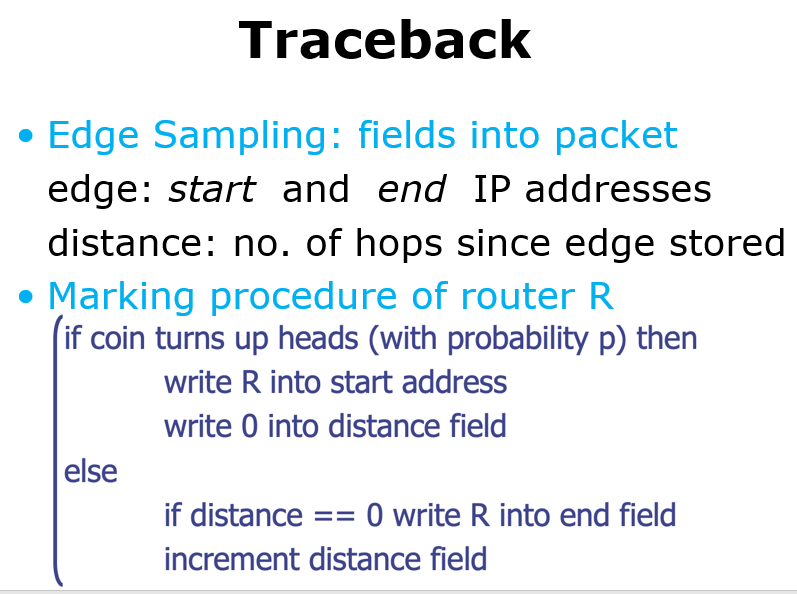 Traceback
• Edge Sampling: fields into packet
edge: start and end IP addresses
distance: no. of hops since edge stored
• Marking procedure of router R
if coin turns up heads (with probability p) then
write R into start address
write 0 into distance field
else
if distance == 0 write R into end field
increment distance field